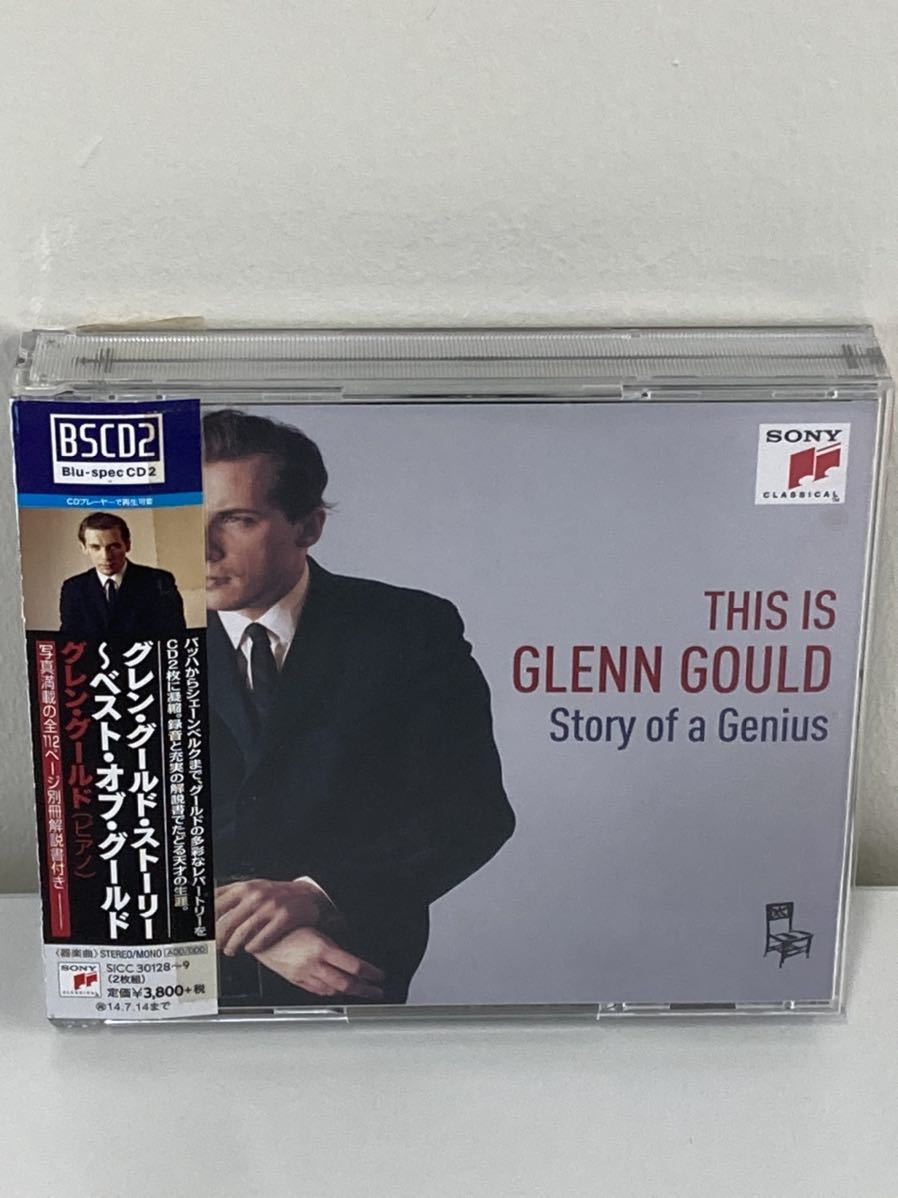 BSCD2
Blu-spec CD2
CDプレーヤーで再生可能
バッハからシェーンベルクまで、グールドの多彩なレパートリーを
CD2枚に凝縮。録音と充実の解説書でたどる天才の生涯。
グレン・グールド・ストーリー
〜ベスト・オブ・グールド
グレン・グールド(ピアノ)
写真満載の全112ページ別冊解説書付き
〈器楽曲〉 STEREO/MONO ADD/DDD
SONY
CLASSICAL
SICC 30128〜9
(2枚組)
定価¥3,800+税
14.7.14まで
SONY
CLASSICAL
THIS IS
GLENN GOULD
Story of a Genius